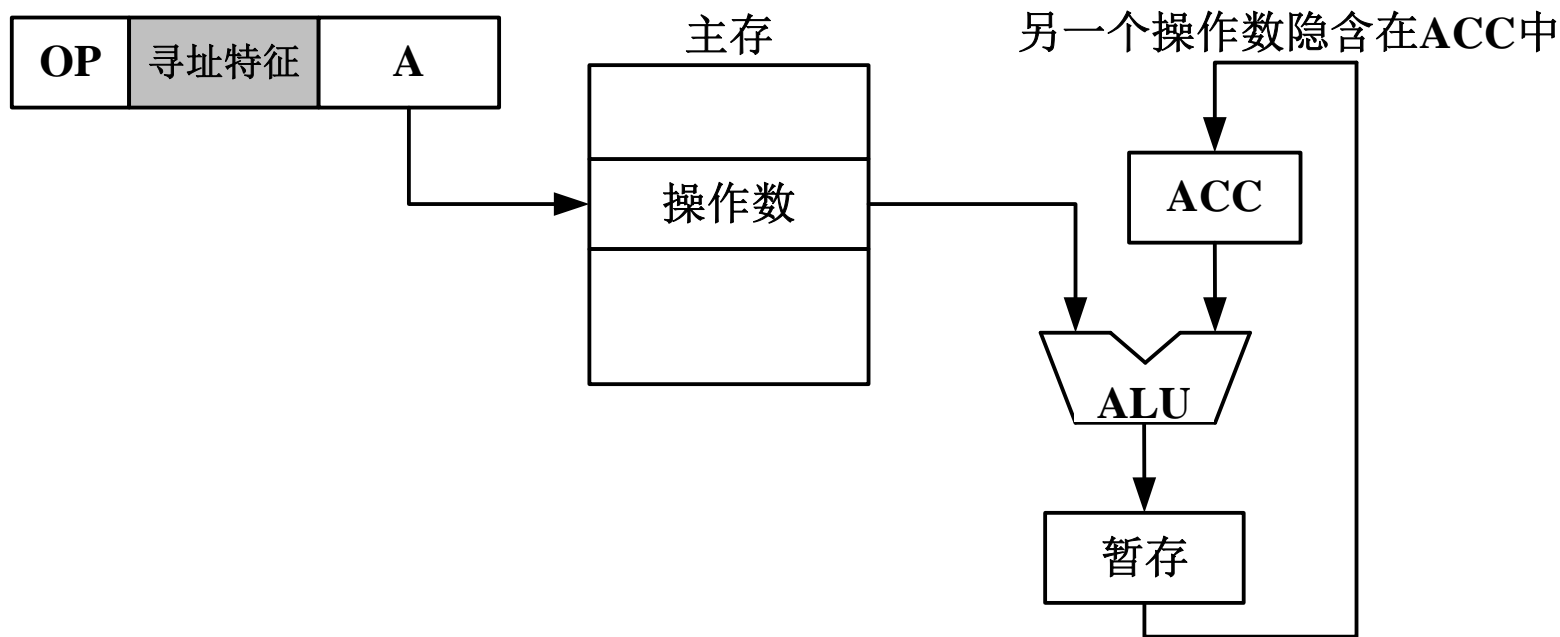 OP 寻址特征 A
主存
另一个操作数隐含在ACC中
操作数
ACC
ALU
暂存